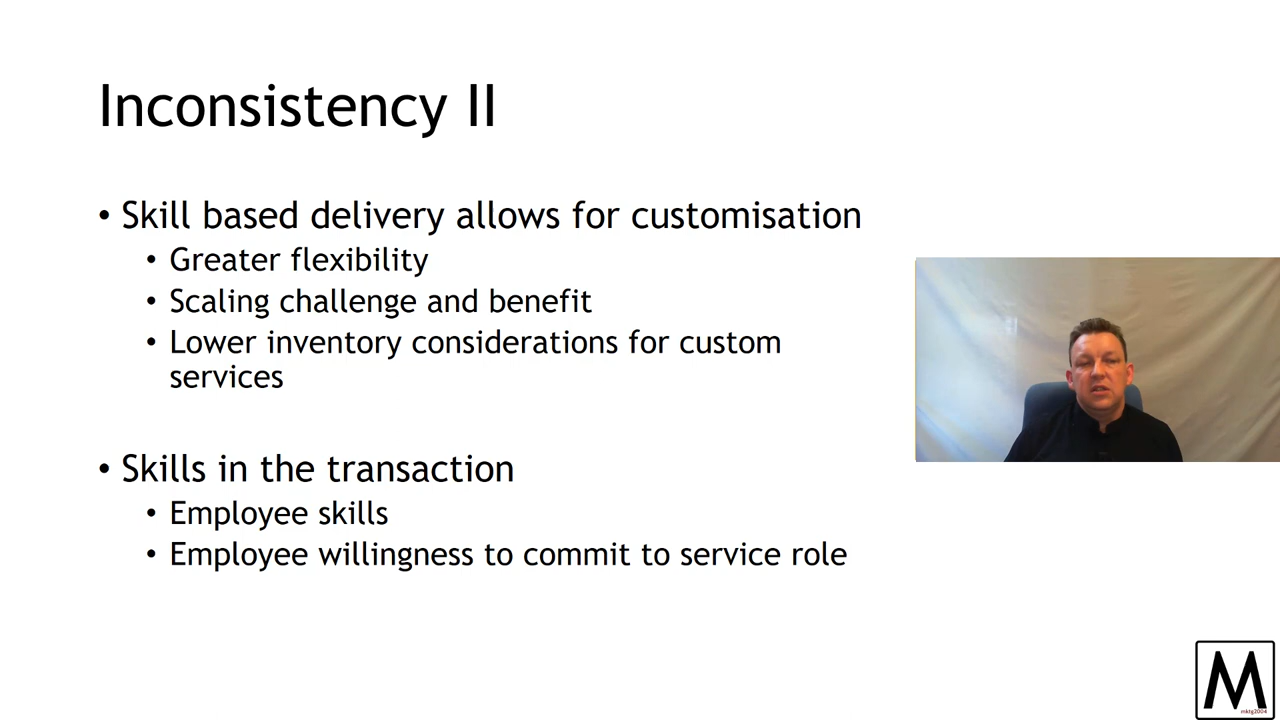 Inconsistency II
• Skill based delivery allows for customisation
• Greater flexibility
• Scaling challenge and benefit
• Lower inventory considerations for custom
services
• Skills in the transaction
• Employee skills
• Employee willingness to commit to service role
M
mktg2004